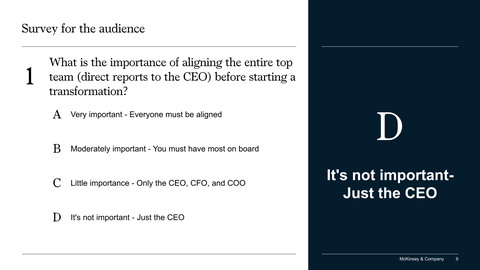 Survey for the audience
1
What is the importance of aligning the entire top
team (direct reports to the CEO) before starting a
transformation?
A Very important - Everyone must be aligned
B Moderately important - You must have most on board
C Little importance - Only the CEO, CFO, and COO
D It's not important - Just the CEO
D
It's not important-
Just the CEO
McKinsey & Company 9